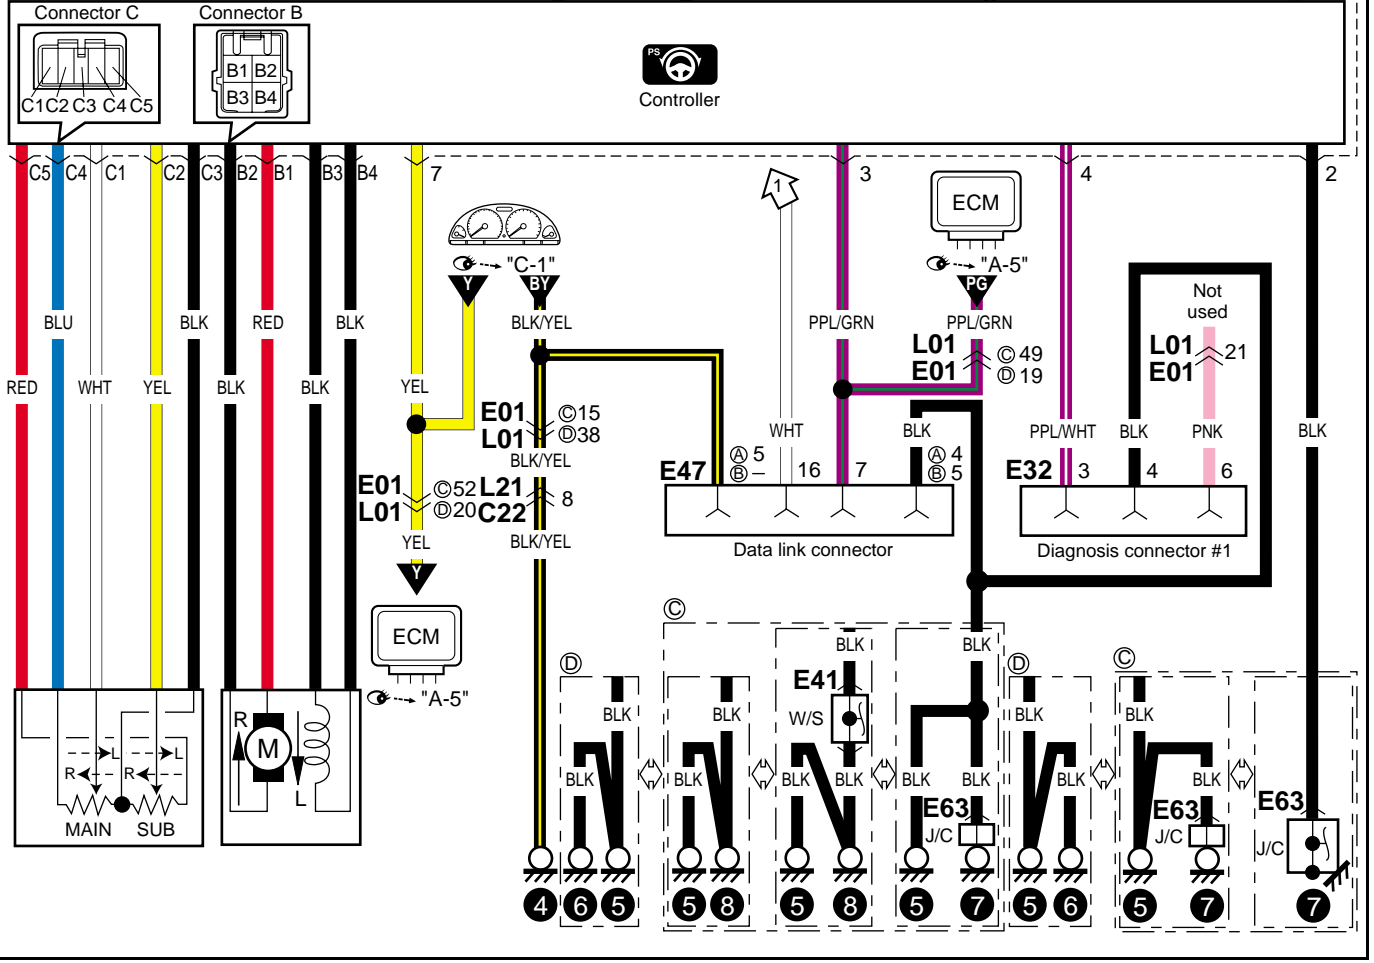 Connector C
Connector B
PS
B1 B2
B3 B4
C1 C2 C3 C4 C5
Controller
C5 C4 C1 C2 C3 B2 B1 B3 B4 7 3 4 2
1
ECM
"C-1"
"A-5"
Y BY PG
Not
used
BLU BLK RED BLK BLK/YEL PPL/GRN PPL/GRN
L01 Ⓒ 49
E01 Ⓓ 19
L01 21
E01
RED WHT YEL BLK BLK YEL
E01 Ⓒ15
L01 Ⓓ38
WHT BLK PPL/WHT BLK PNK BLK
BLK/YEL
E47 Ⓐ 5 16 7 Ⓐ 4
Ⓑ – Ⓑ 5
E32 3 4 6
E01 Ⓒ52
L01 Ⓓ20
L21 8
C22
YEL BLK/YEL
Data link connector
Diagnosis connector #1
Y
ECM
"A-5"
Ⓒ
Ⓓ Ⓓ Ⓒ
BLK BLK
E41
W/S
BLK BLK BLK BLK
R L
M
L R
R L
BLK BLK BLK BLK BLK BLK BLK BLK
E63 E63 E63
J/C J/C J/C
MAIN SUB
4 6 5 5 8 5 8 5 7 5 6 5 7 7